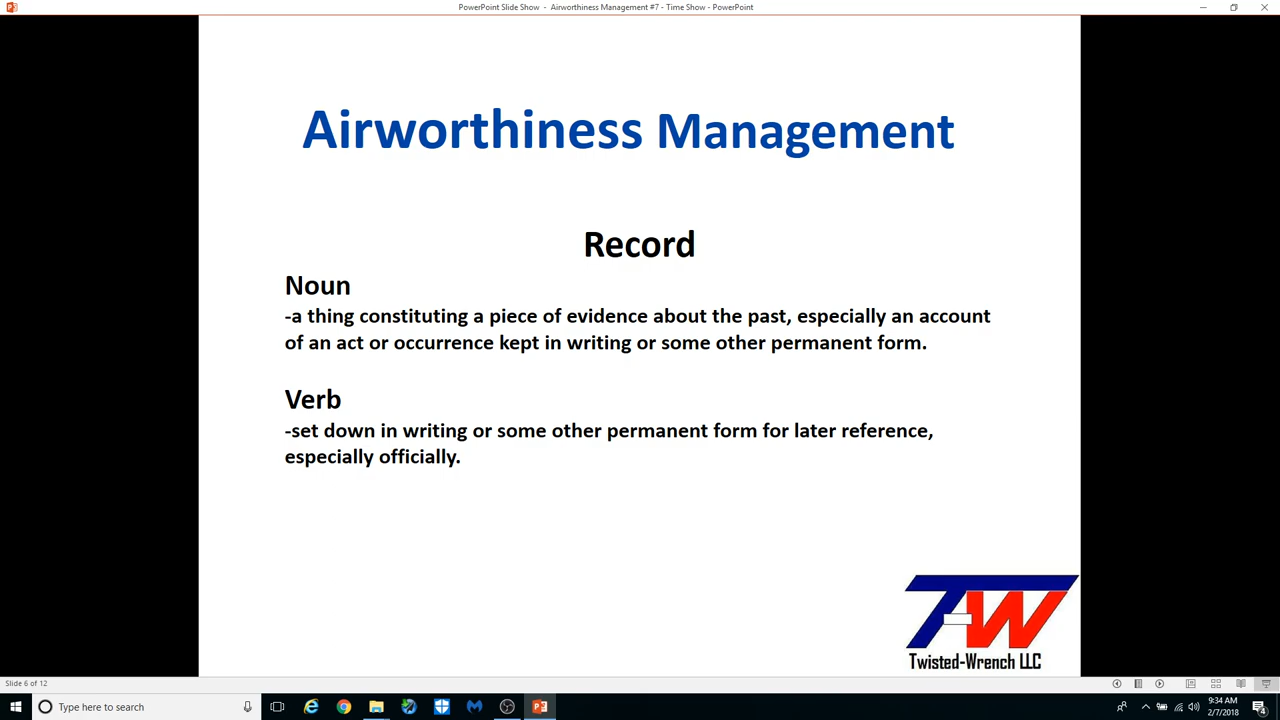 PowerPoint Slide Show - Airworthiness Management #7 - Time Show - PowerPoint
Airworthiness Management
Record
Noun
-a thing constituting a piece of evidence about the past, especially an account
of an act or occurrence kept in writing or some other permanent form.
Verb
-set down in writing or some other permanent form for later reference,
especially officially.
TAW
Twisted-Wrench LLC
Slide 6 of 12
Type here to search
9:34 AM
2/7/2018
4